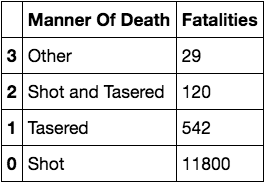 Manner Of Death Fatalities
3 Other 29
2 Shot and Tasered 120
1 Tasered 542
0 Shot 11800